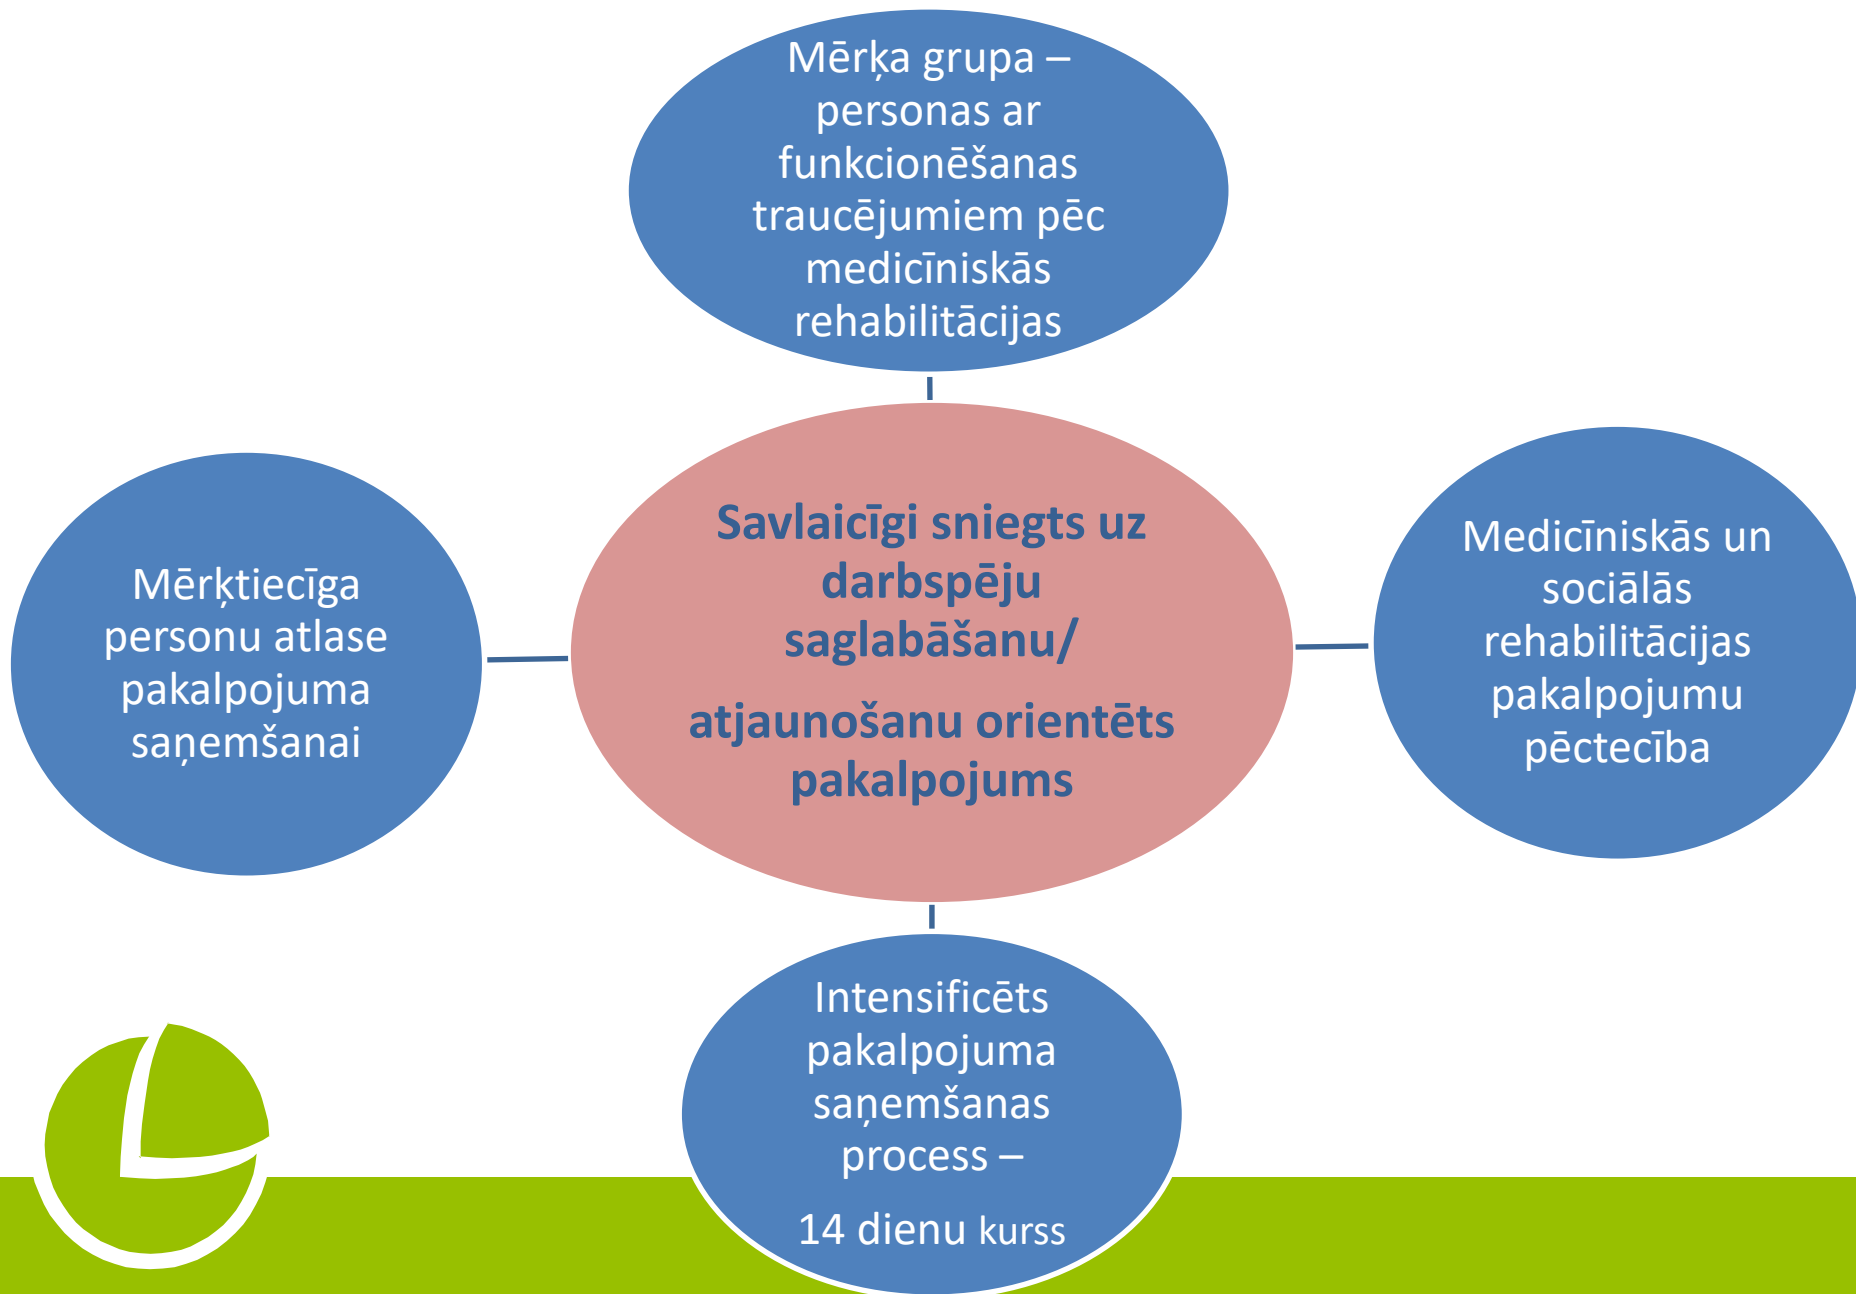 Mērķa grupa –
personas ar
funkcionēšanas
traucējumiem pēc
medicīniskās
rehabilitācijas
Mērķtiecīga
personu atlase
pakalpojuma
saņemšanai
Savlaicīgi sniegts uz
darbspēju
saglabāšanu/
atjaunošanu orientēts
pakalpojums
Medicīniskās un
sociālās
rehabilitācijas
pakalpojumu
pēctecība
Intensificēts
pakalpojuma
saņemšanas
process –
14 dienu kurss